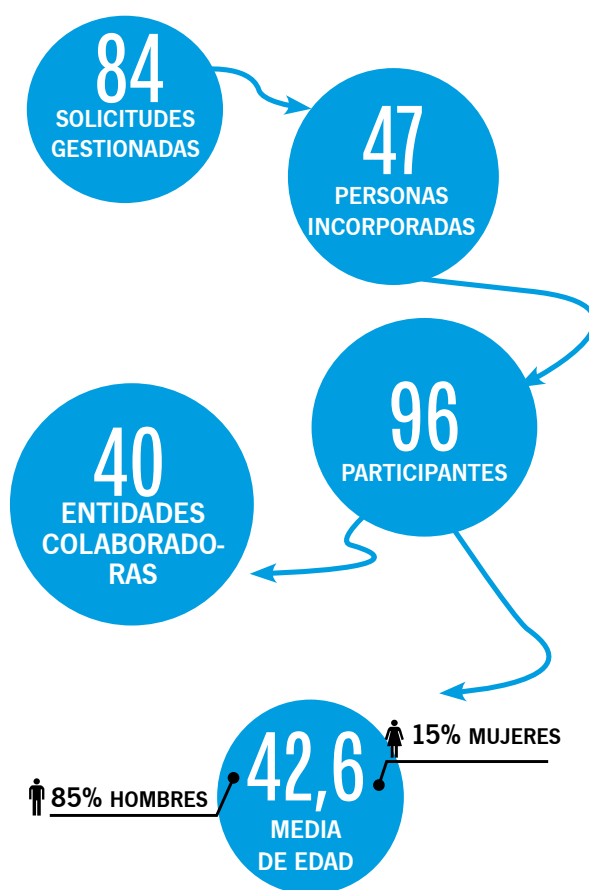 84
SOLICITUDES
GESTIONADAS
47
PERSONAS
INCORPORADAS
96
PARTICIPANTES
40
ENTIDADES
COLABORADO-
RAS
15% MUJERES
42,6
MEDIA
DE EDAD
85% HOMBRES